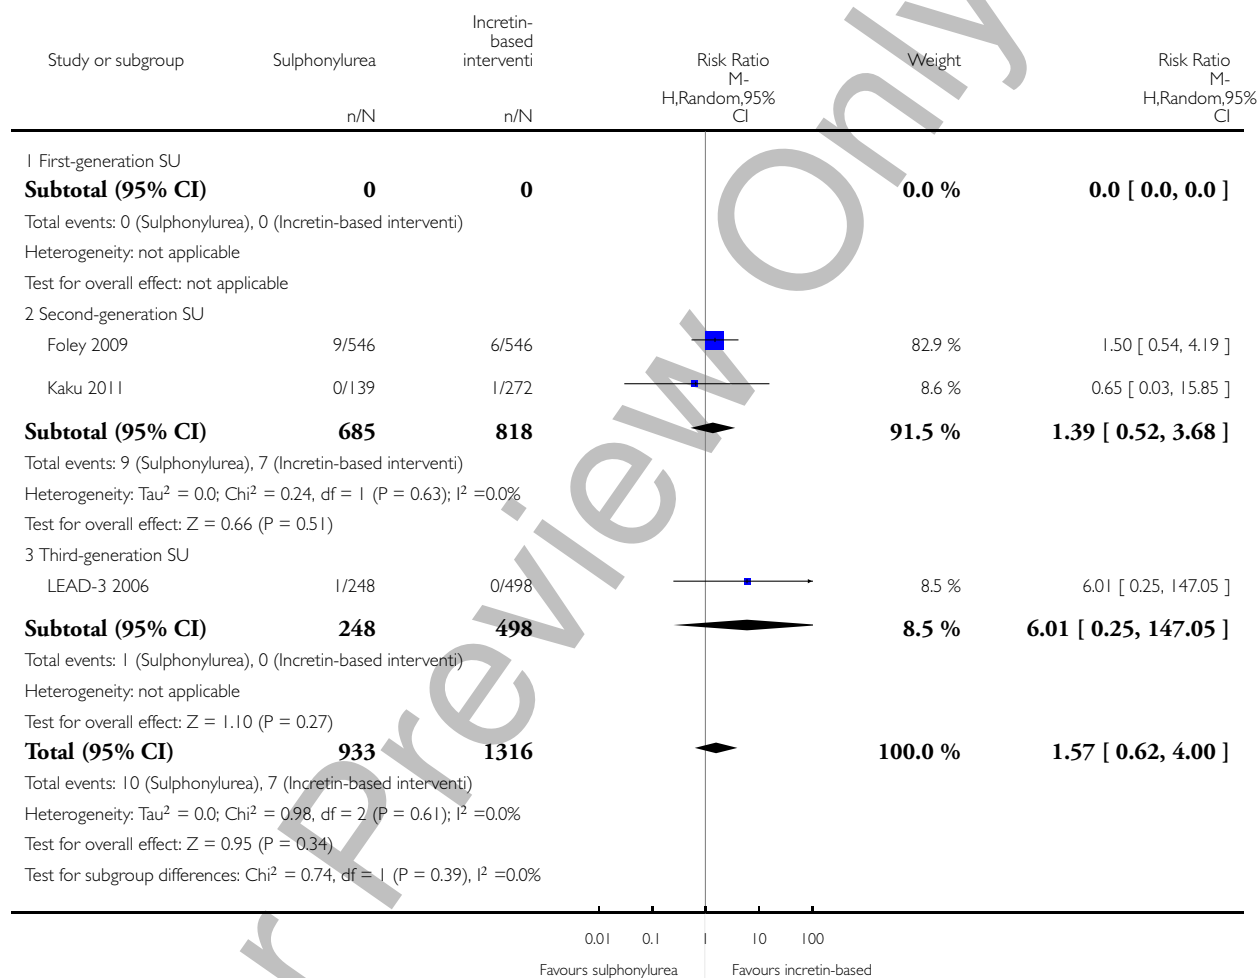 Study or subgroup Sulphonylurea Incretin-based interventi Risk Ratio Weight Risk Ratio
M-H,Random,95% CI M-H,Random,95% CI
n/N n/N
1 First-generation SU
Subtotal (95% CI) 0 0 0.0 % 0.0 [ 0.0, 0.0 ]
Total events: 0 (Sulphonylurea), 0 (Incretin-based interventi)
Heterogeneity: not applicable
Test for overall effect: not applicable
2 Second-generation SU
Foley 2009 9/546 6/546 82.9 % 1.50 [ 0.54, 4.19 ]
Kaku 2011 0/139 1/272 8.6 % 0.65 [ 0.03, 15.85 ]
Subtotal (95% CI) 685 818 91.5 % 1.39 [ 0.52, 3.68 ]
Total events: 9 (Sulphonylurea), 7 (Incretin-based interventi)
Heterogeneity: Tau² = 0.0; Chi² = 0.24, df = 1 (P = 0.63); I² =0.0%
Test for overall effect: Z = 0.66 (P = 0.51)
3 Third-generation SU
LEAD-3 2006 1/248 0/498 8.5 % 6.01 [ 0.25, 147.05 ]
Subtotal (95% CI) 248 498 8.5 % 6.01 [ 0.25, 147.05 ]
Total events: 1 (Sulphonylurea), 0 (Incretin-based interventi)
Heterogeneity: not applicable
Test for overall effect: Z = 1.10 (P = 0.27)
Total (95% CI) 933 1316 100.0 % 1.57 [ 0.62, 4.00 ]
Total events: 10 (Sulphonylurea), 7 (Incretin-based interventi)
Heterogeneity: Tau² = 0.0; Chi² = 0.98, df = 2 (P = 0.61); I² =0.0%
Test for overall effect: Z = 0.95 (P = 0.34)
Test for subgroup differences: Chi² = 0.74, df = 1 (P = 0.39), I² =0.0%
0.01 0.1 1 10 100
Favours sulphonylurea Favours incretin-based
r Preview Only